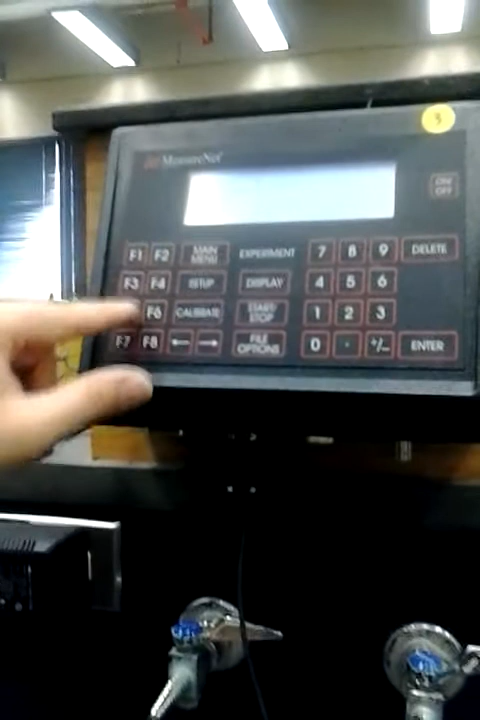 3
MeasureNet
ON/OFF
F1 F2 MAIN MENU EXPERIMENT 7 8 9 DELETE
F3 F4 SETUP DISPLAY 4 5 6
F6 CALIBRATE START/STOP 1 2 3
F7 F8 ← → FILE OPTIONS 0 . +/- ENTER